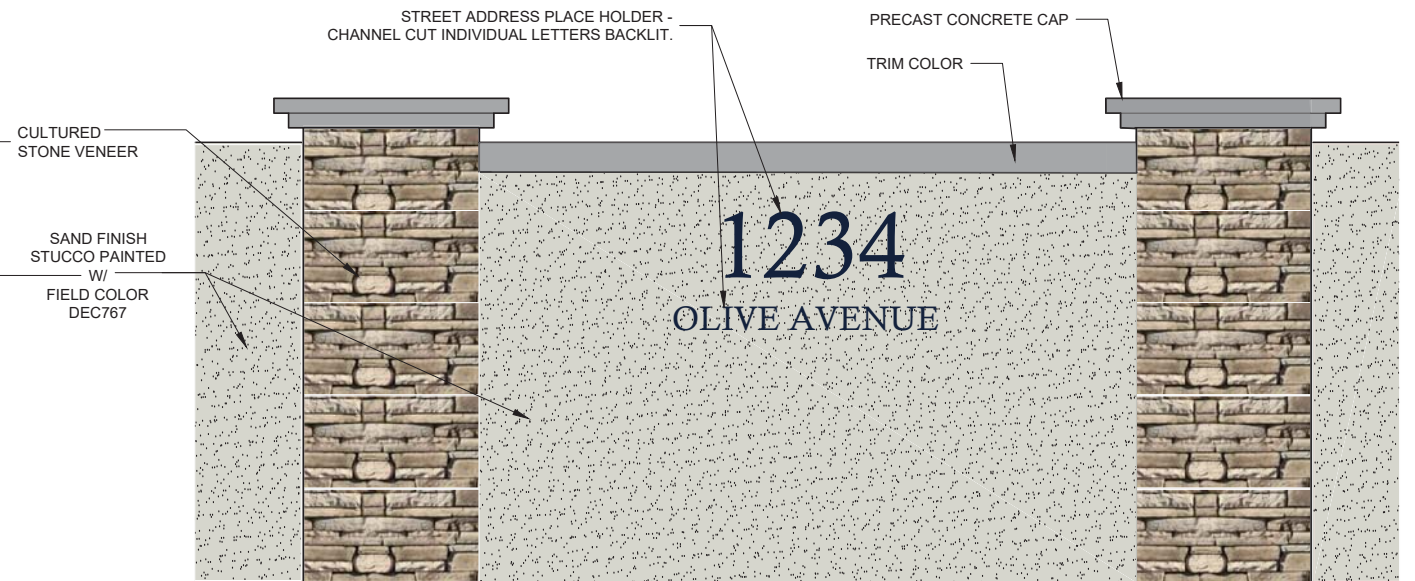 STREET ADDRESS PLACE HOLDER -
CHANNEL CUT INDIVIDUAL LETTERS BACKLIT.
PRECAST CONCRETE CAP
TRIM COLOR
CULTURED
STONE VENEER
SAND FINISH
STUCCO PAINTED
W/
FIELD COLOR
DEC767
1234
OLIVE AVENUE